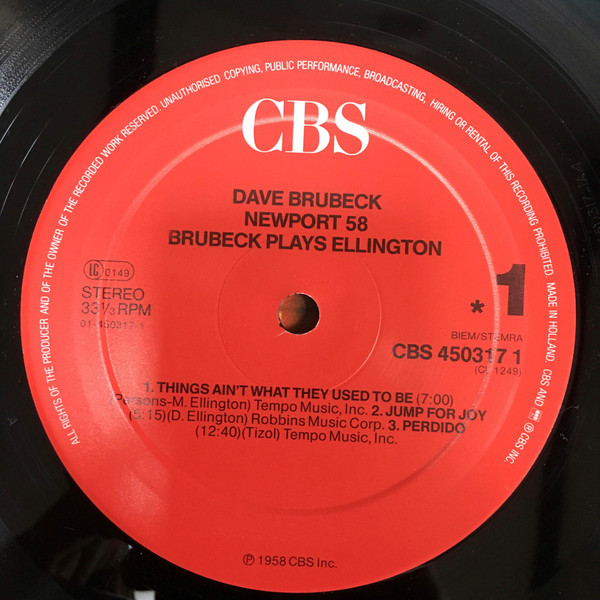 ALL RIGHTS OF THE PRODUCER AND OF THE OWNER OF THE RECORDED WORK RESERVED. UNAUTHORISED COPYING, PUBLIC PERFORMANCE, BROADCASTING, HIRING OR RENTAL OF THIS RECORDING PROHIBITED. MADE IN HOLLAND. CBS AND ARE ® CBS INC.
CBS
DAVE BRUBECK
NEWPORT 58
BRUBECK PLAYS ELLINGTON
LC 0149
STEREO
33⅓ RPM
01-450317-1
* 1
BIEM/STEMRA
CBS 450317 1
1. THINGS AIN'T WHAT THEY USED TO BE (7:00)
(Parsons-M. Ellington) Tempo Music, Inc. 2. JUMP FOR JOY
(5:15)(D. Ellington) Robbins Music Corp. 3. PERDIDO
(12:40)(Tizol) Tempo Music, Inc.
A
℗ 1958 CBS Inc.